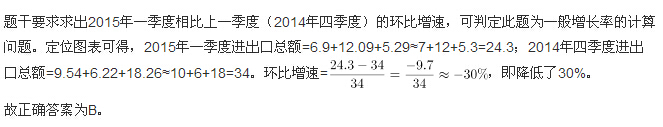 题干要求求出2015年一季度相比上一季度（2014年四季度）的环比增速，可判定此题为一般增长率的计算
问题。定位图表可得，2015年一季度进出口总额=6.9+12.09+5.29≈7+12+5.3=24.3；2014年四季度进出
口总额=9.54+6.22+18.26≈10+6+18=34。环比增速=\frac{24.3-34}{34}=\frac{-9.7}{34}≈-30%，即降低了30%。
故正确答案为B。